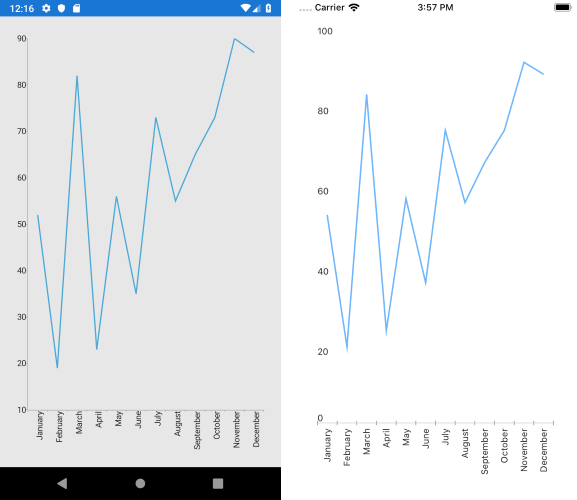 12:16
90
80
70
60
50
40
30
20
10
January
February
March
April
May
June
July
August
September
October
November
December
Carrier 3:57 PM
100
80
60
40
20
0
January
February
March
April
May
June
July
August
September
October
November
December